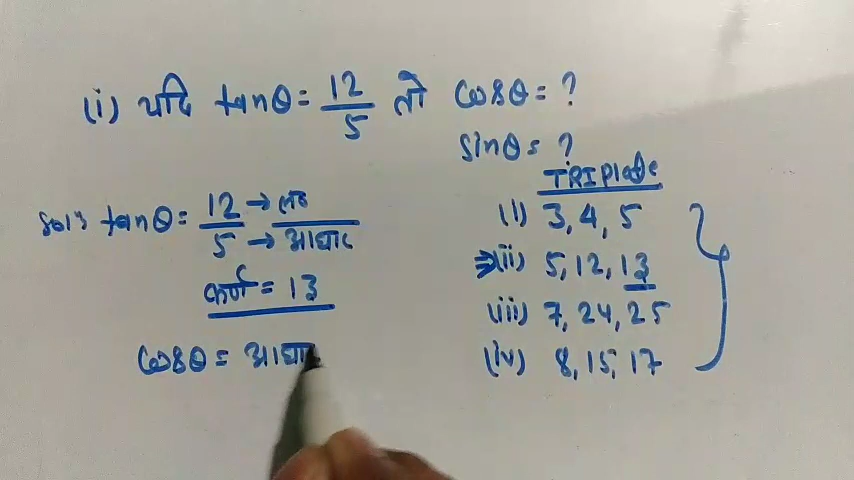 (i) यदि tanθ = 12/5 तो cosθ = ?
sinθ = ?
TRIPlete
(i) 3, 4, 5
(ii) 5, 12, 13
(iii) 7, 24, 25
(iv) 8, 15, 17
Soln tanθ = 12/5 → लंब / → आधार
कर्ण = 13
cosθ = आधा